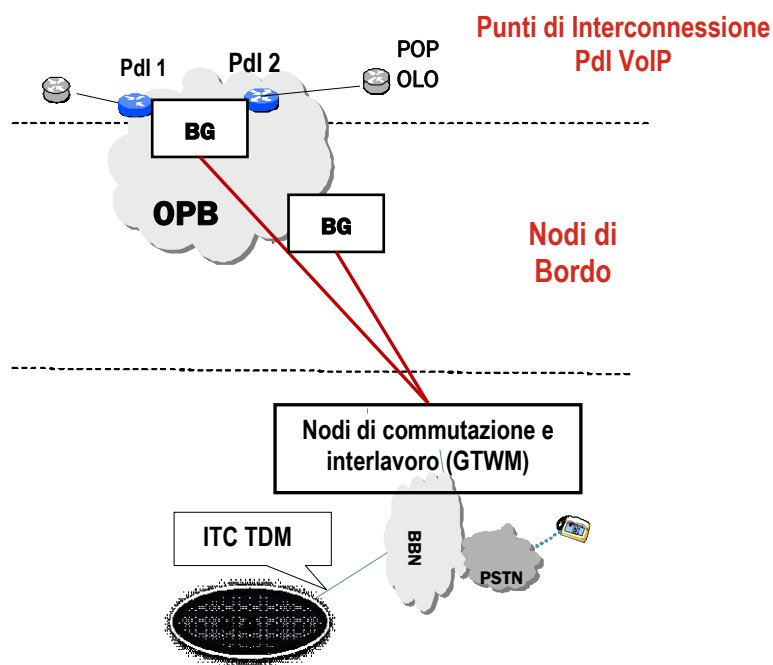 Punti di Interconnessione
PdI VoIP
PdI 1
PdI 2
POP
OLO
BG
OPB
BG
Nodi di
Bordo
Nodi di commutazione e
interlavoro (GTWM)
ITC TDM
BBN
PSTN